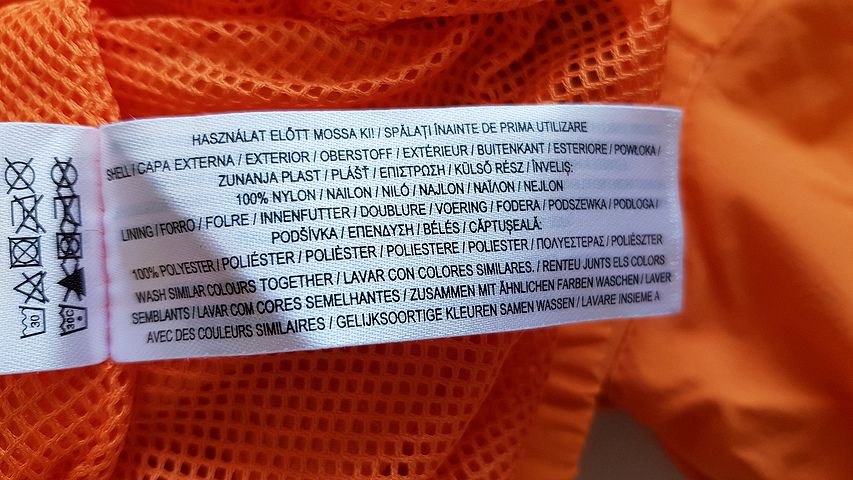 HASZNÁLAT ELŐTT MOSSA KI! / SPĂLAȚI ÎNAINTE DE PRIMA UTILIZARE
SHELL / CAPA EXTERNA / EXTERIOR / OBERSTOFF / EXTÉRIEUR / BUITENKANT / ESTERIORE / POWŁOKA /
ZUNANJA PLAST / PLÁŠŤ / ΕΠΙΣΤΡΩΣΗ / KÜLSŐ RÉSZ / ÎNVELIȘ:
100% NYLON / NAILON / NILÓ / NAJLON / ΝΑΪΛΟΝ / NEJLON
LINING / FORRO / FOLRE / INNENFUTTER / DOUBLURE / VOERING / FODERA / PODSZEWKA / PODLOGA /
PODŠÍVKA / ΕΠΕΝΔΥΣΗ / BÉLÉS / CĂPTUȘEALĂ:
100% POLYESTER / POLIÉSTER / POLIÈSTER / POLIESTERE / POLIESTER / ΠΟΛΥΕΣΤΕΡΑΣ / POLIÉSZTER
WASH SIMILAR COLOURS TOGETHER / LAVAR CON COLORES SIMILARES. / RENTEU JUNTS ELS COLORS
SEMBLANTS / LAVAR COM CORES SEMELHANTES / ZUSAMMEN MIT ÄHNLICHEN FARBEN WASCHEN / LAVER
AVEC DES COULEURS SIMILAIRES / GELIJKSOORTIGE KLEUREN SAMEN WASSEN / LAVARE INSIEME A
30
30C